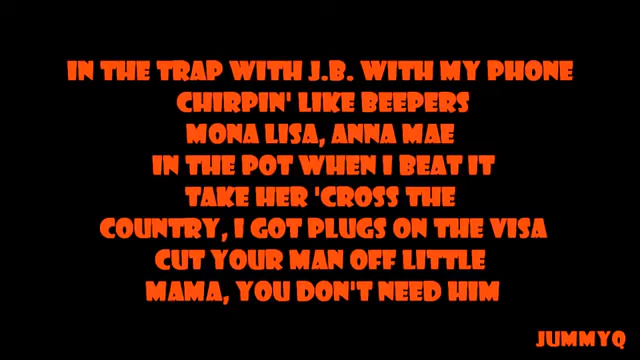 IN THE TRAP WITH J.B. WITH MY PHONE
CHIRPIN' LIKE BEEPERS
MONA LISA, ANNA MAE
IN THE POT WHEN I BEAT IT
TAKE HER 'CROSS THE
COUNTRY, I GOT PLUGS ON THE VISA
CUT YOUR MAN OFF LITTLE
MAMA, YOU DON'T NEED HIM
JUMMYQ